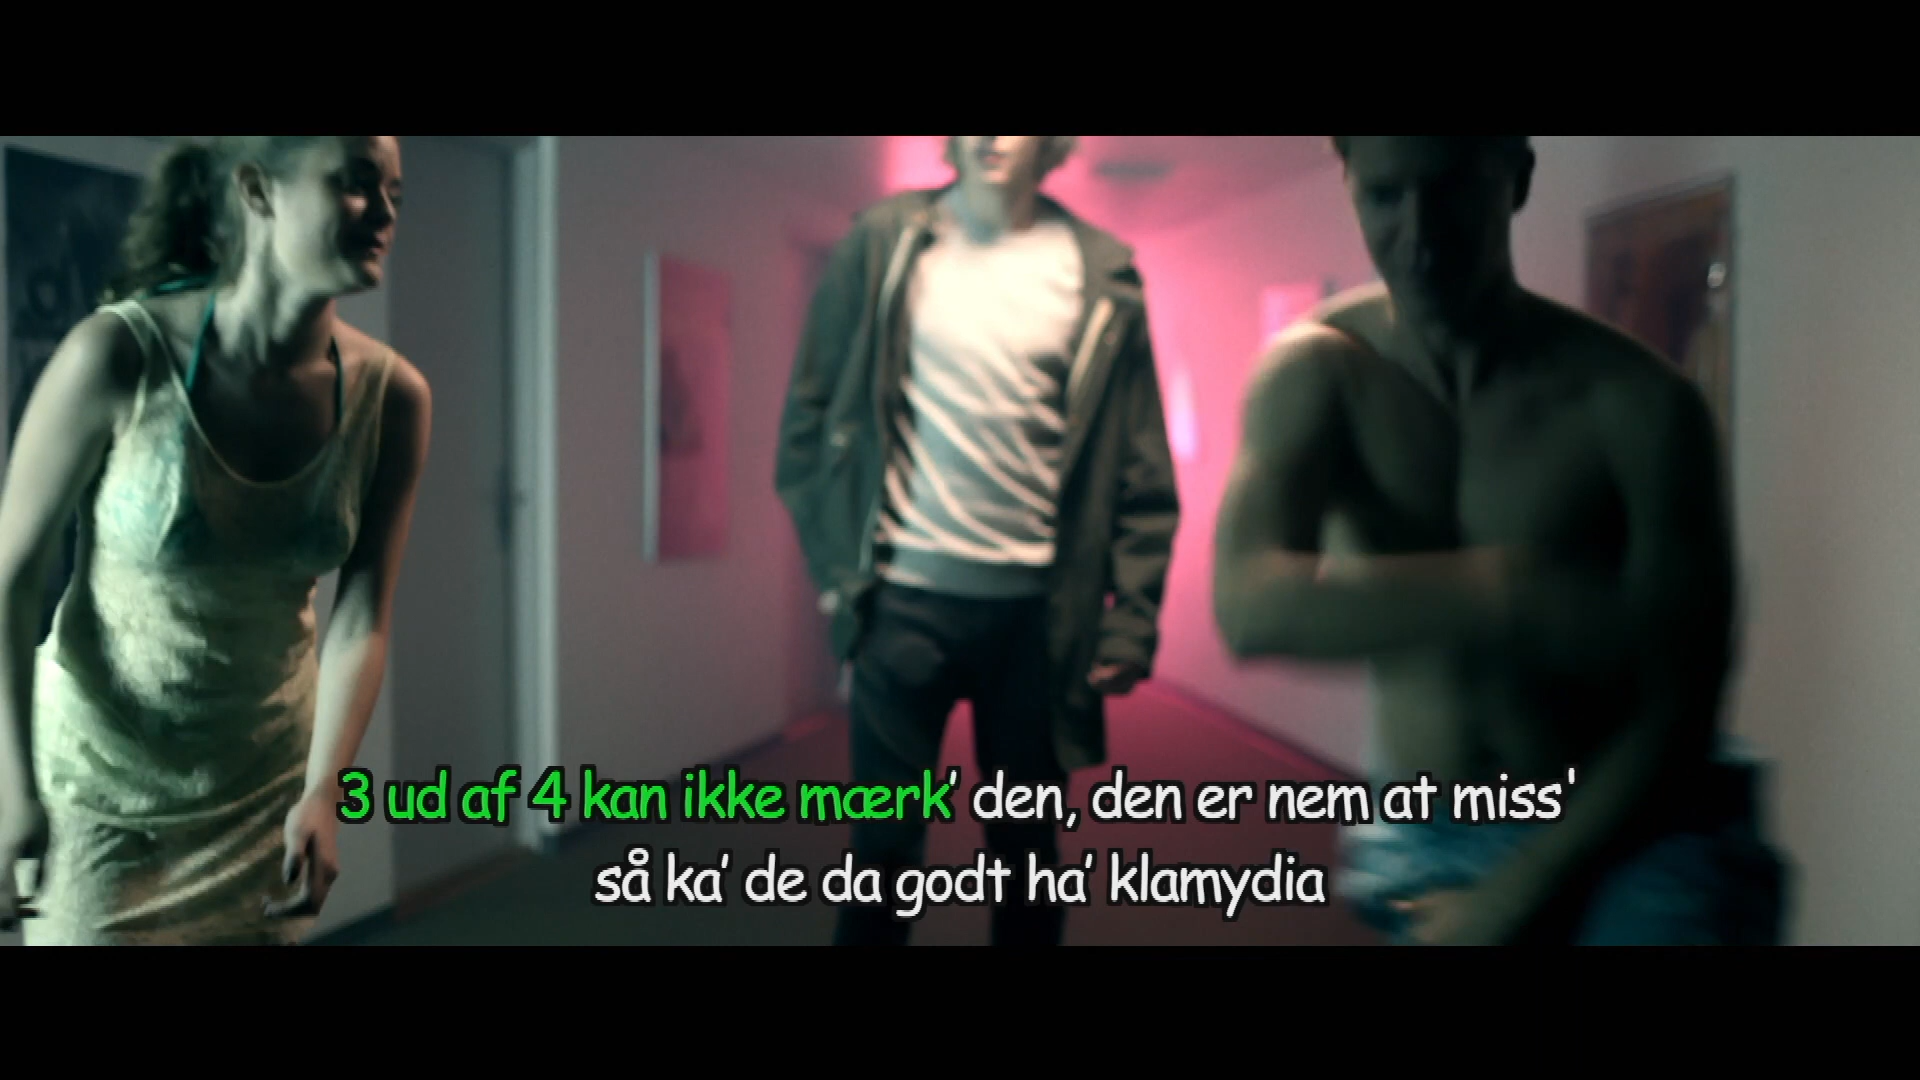 3 ud af 4 kan ikke mærk' den, den er nem at miss'
så ka' de da godt ha' klamydia